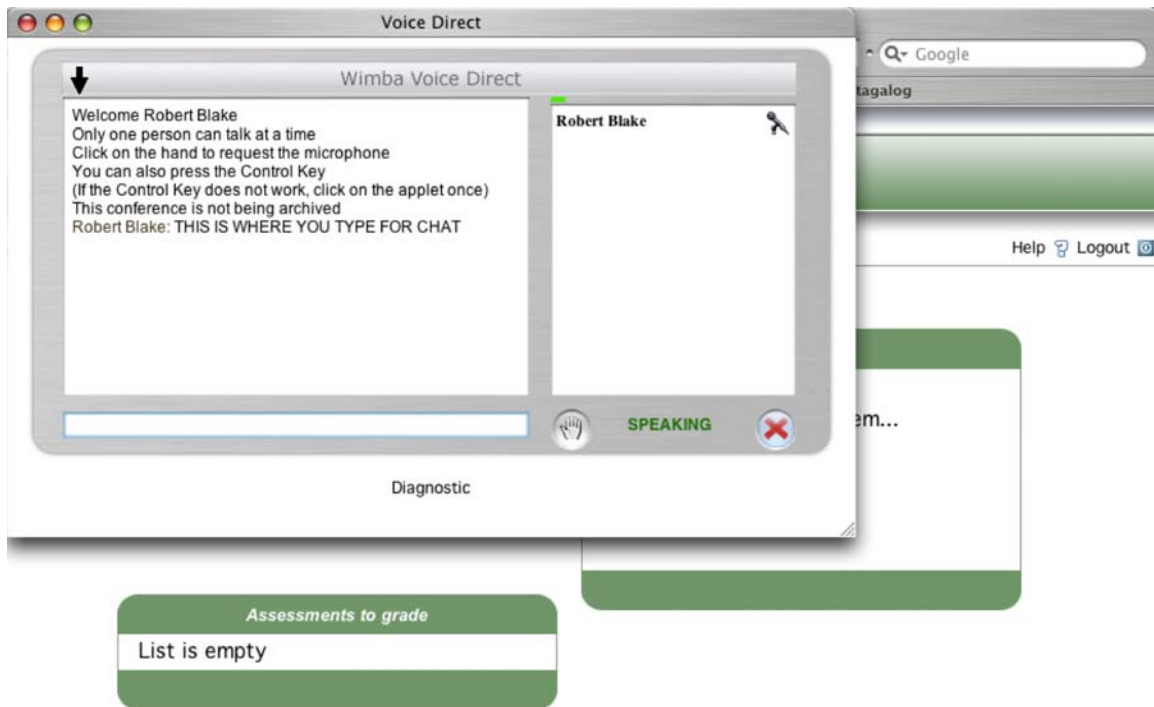 Voice Direct
Google
tagalog
Wimba Voice Direct
Welcome Robert Blake
Only one person can talk at a time
Click on the hand to request the microphone
You can also press the Control Key
(If the Control Key does not work, click on the applet once)
This conference is not being archived
Robert Blake: THIS IS WHERE YOU TYPE FOR CHAT
Robert Blake
SPEAKING
Diagnostic
Help Logout
em...
Assessments to grade
List is empty